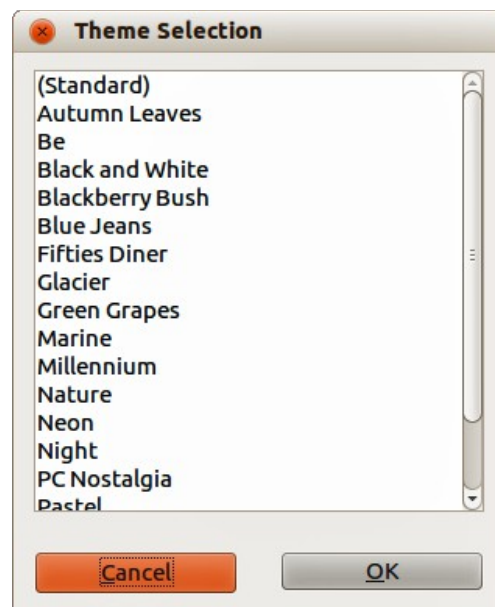 Theme Selection
(Standard)
Autumn Leaves
Be
Black and White
Blackberry Bush
Blue Jeans
Fifties Diner
Glacier
Green Grapes
Marine
Millennium
Nature
Neon
Night
PC Nostalgia
Pastel
Cancel OK